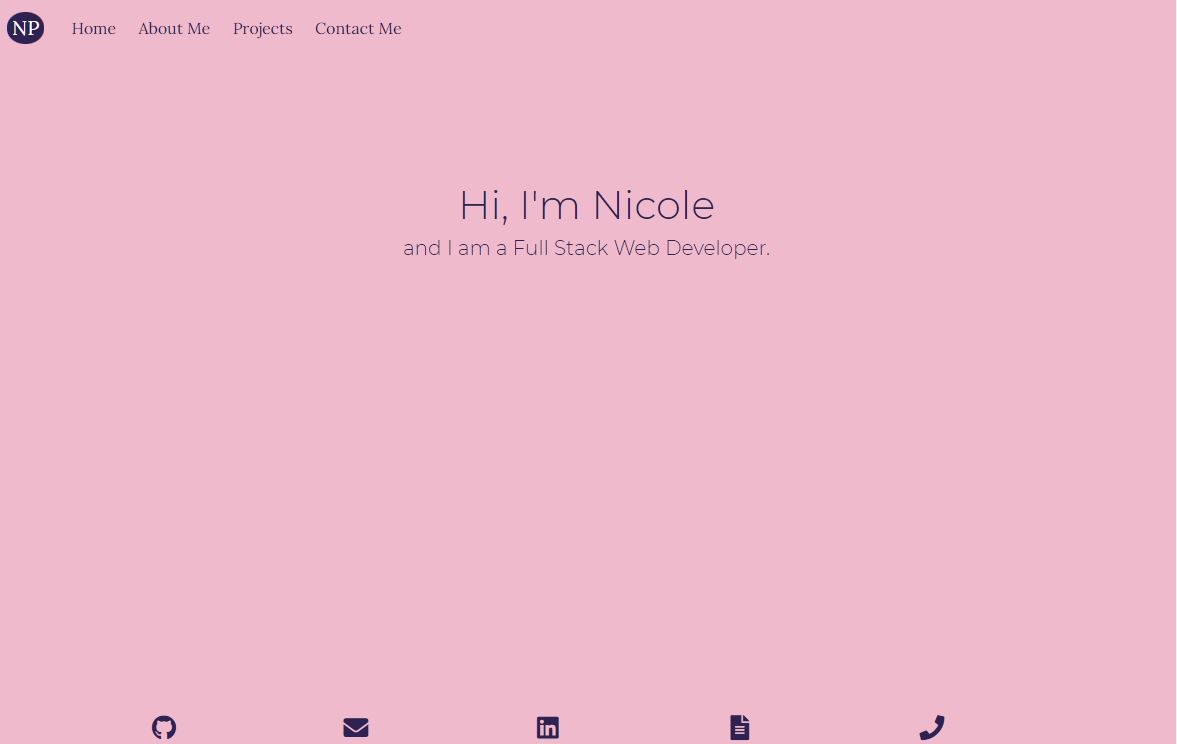 NP Home About Me Projects Contact Me
Hi, I'm Nicole
and I am a Full Stack Web Developer.